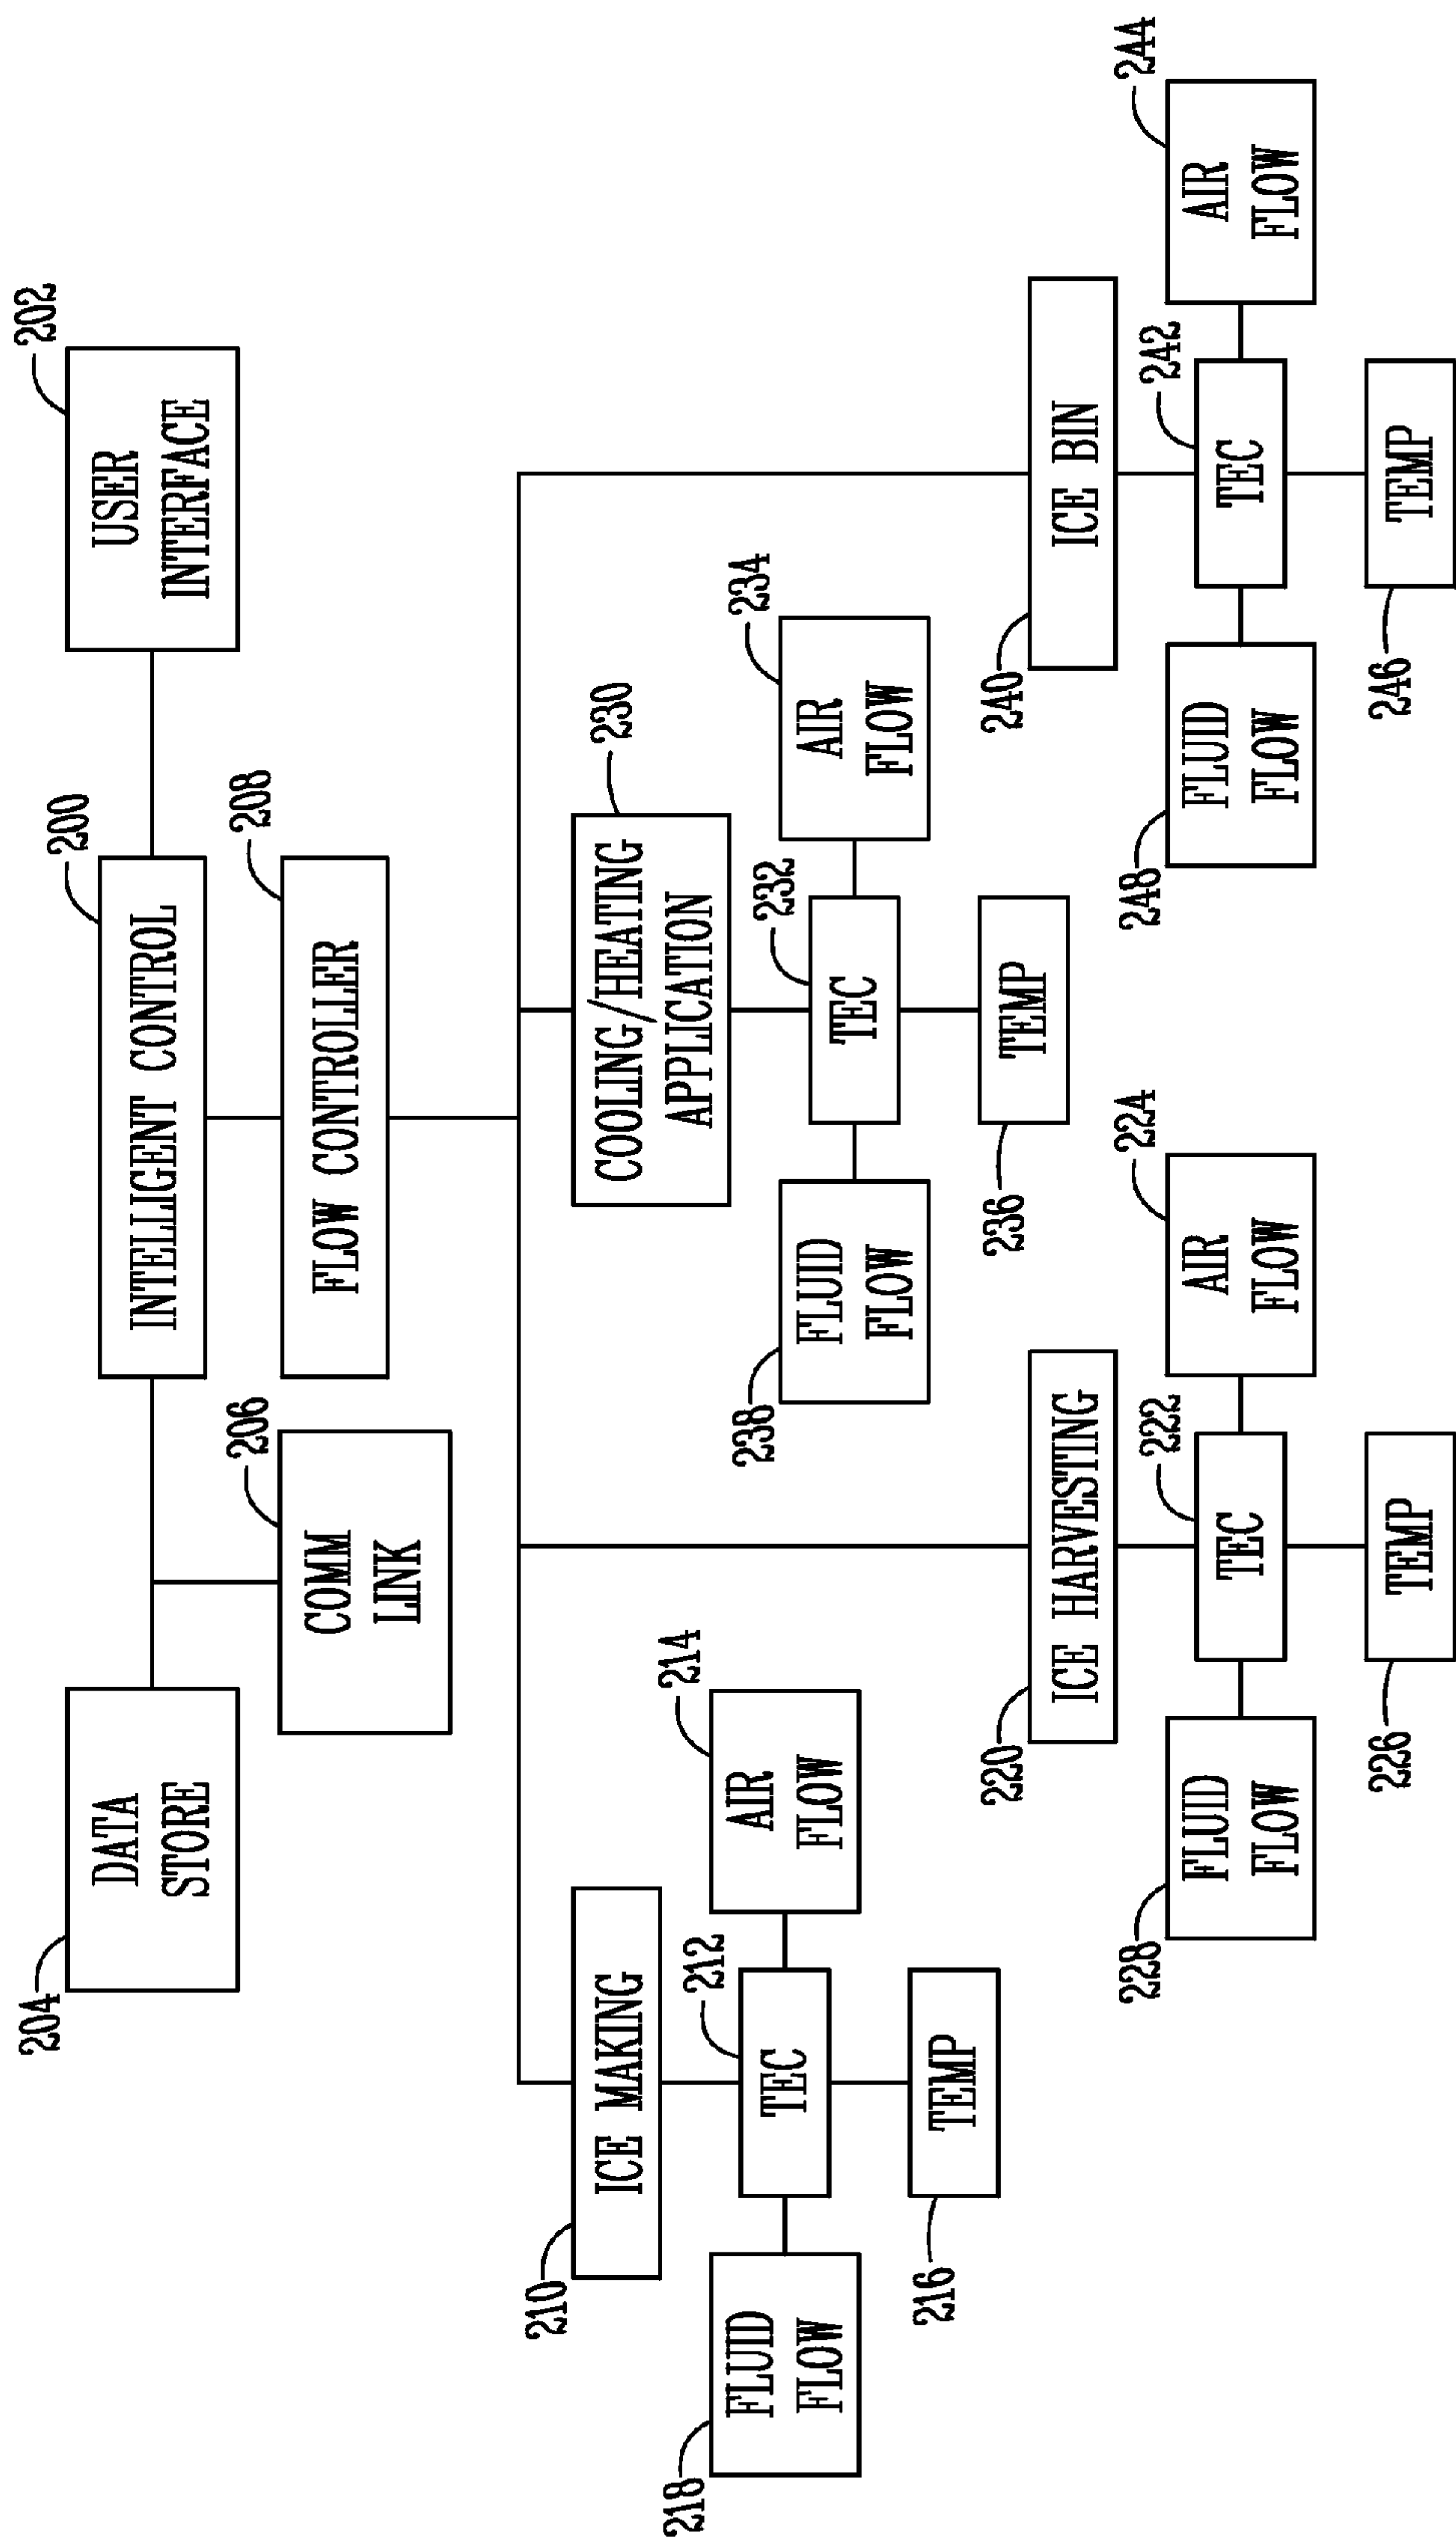 202
USER
INTERFACE
200
INTELLIGENT CONTROL
204
DATA
STORE
206
COMM
LINK
208
FLOW CONTROLLER
210
ICE MAKING
212
TEC
214
AIR
FLOW
216
TEMP
218
FLUID
FLOW
220
ICE HARVESTING
222
TEC
224
AIR
FLOW
226
TEMP
228
FLUID
FLOW
230
COOLING/HEATING
APPLICATION
232
TEC
234
AIR
FLOW
236
TEMP
238
FLUID
FLOW
240
ICE BIN
242
TEC
244
AIR
FLOW
246
TEMP
248
FLUID
FLOW